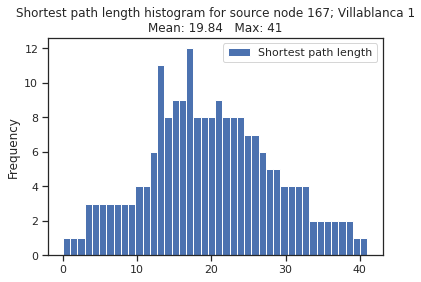 Shortest path length histogram for source node 167; Villablanca 1
Mean: 19.84   Max: 41
Shortest path length
Frequency
12
10
8
6
4
2
0
0 10 20 30 40